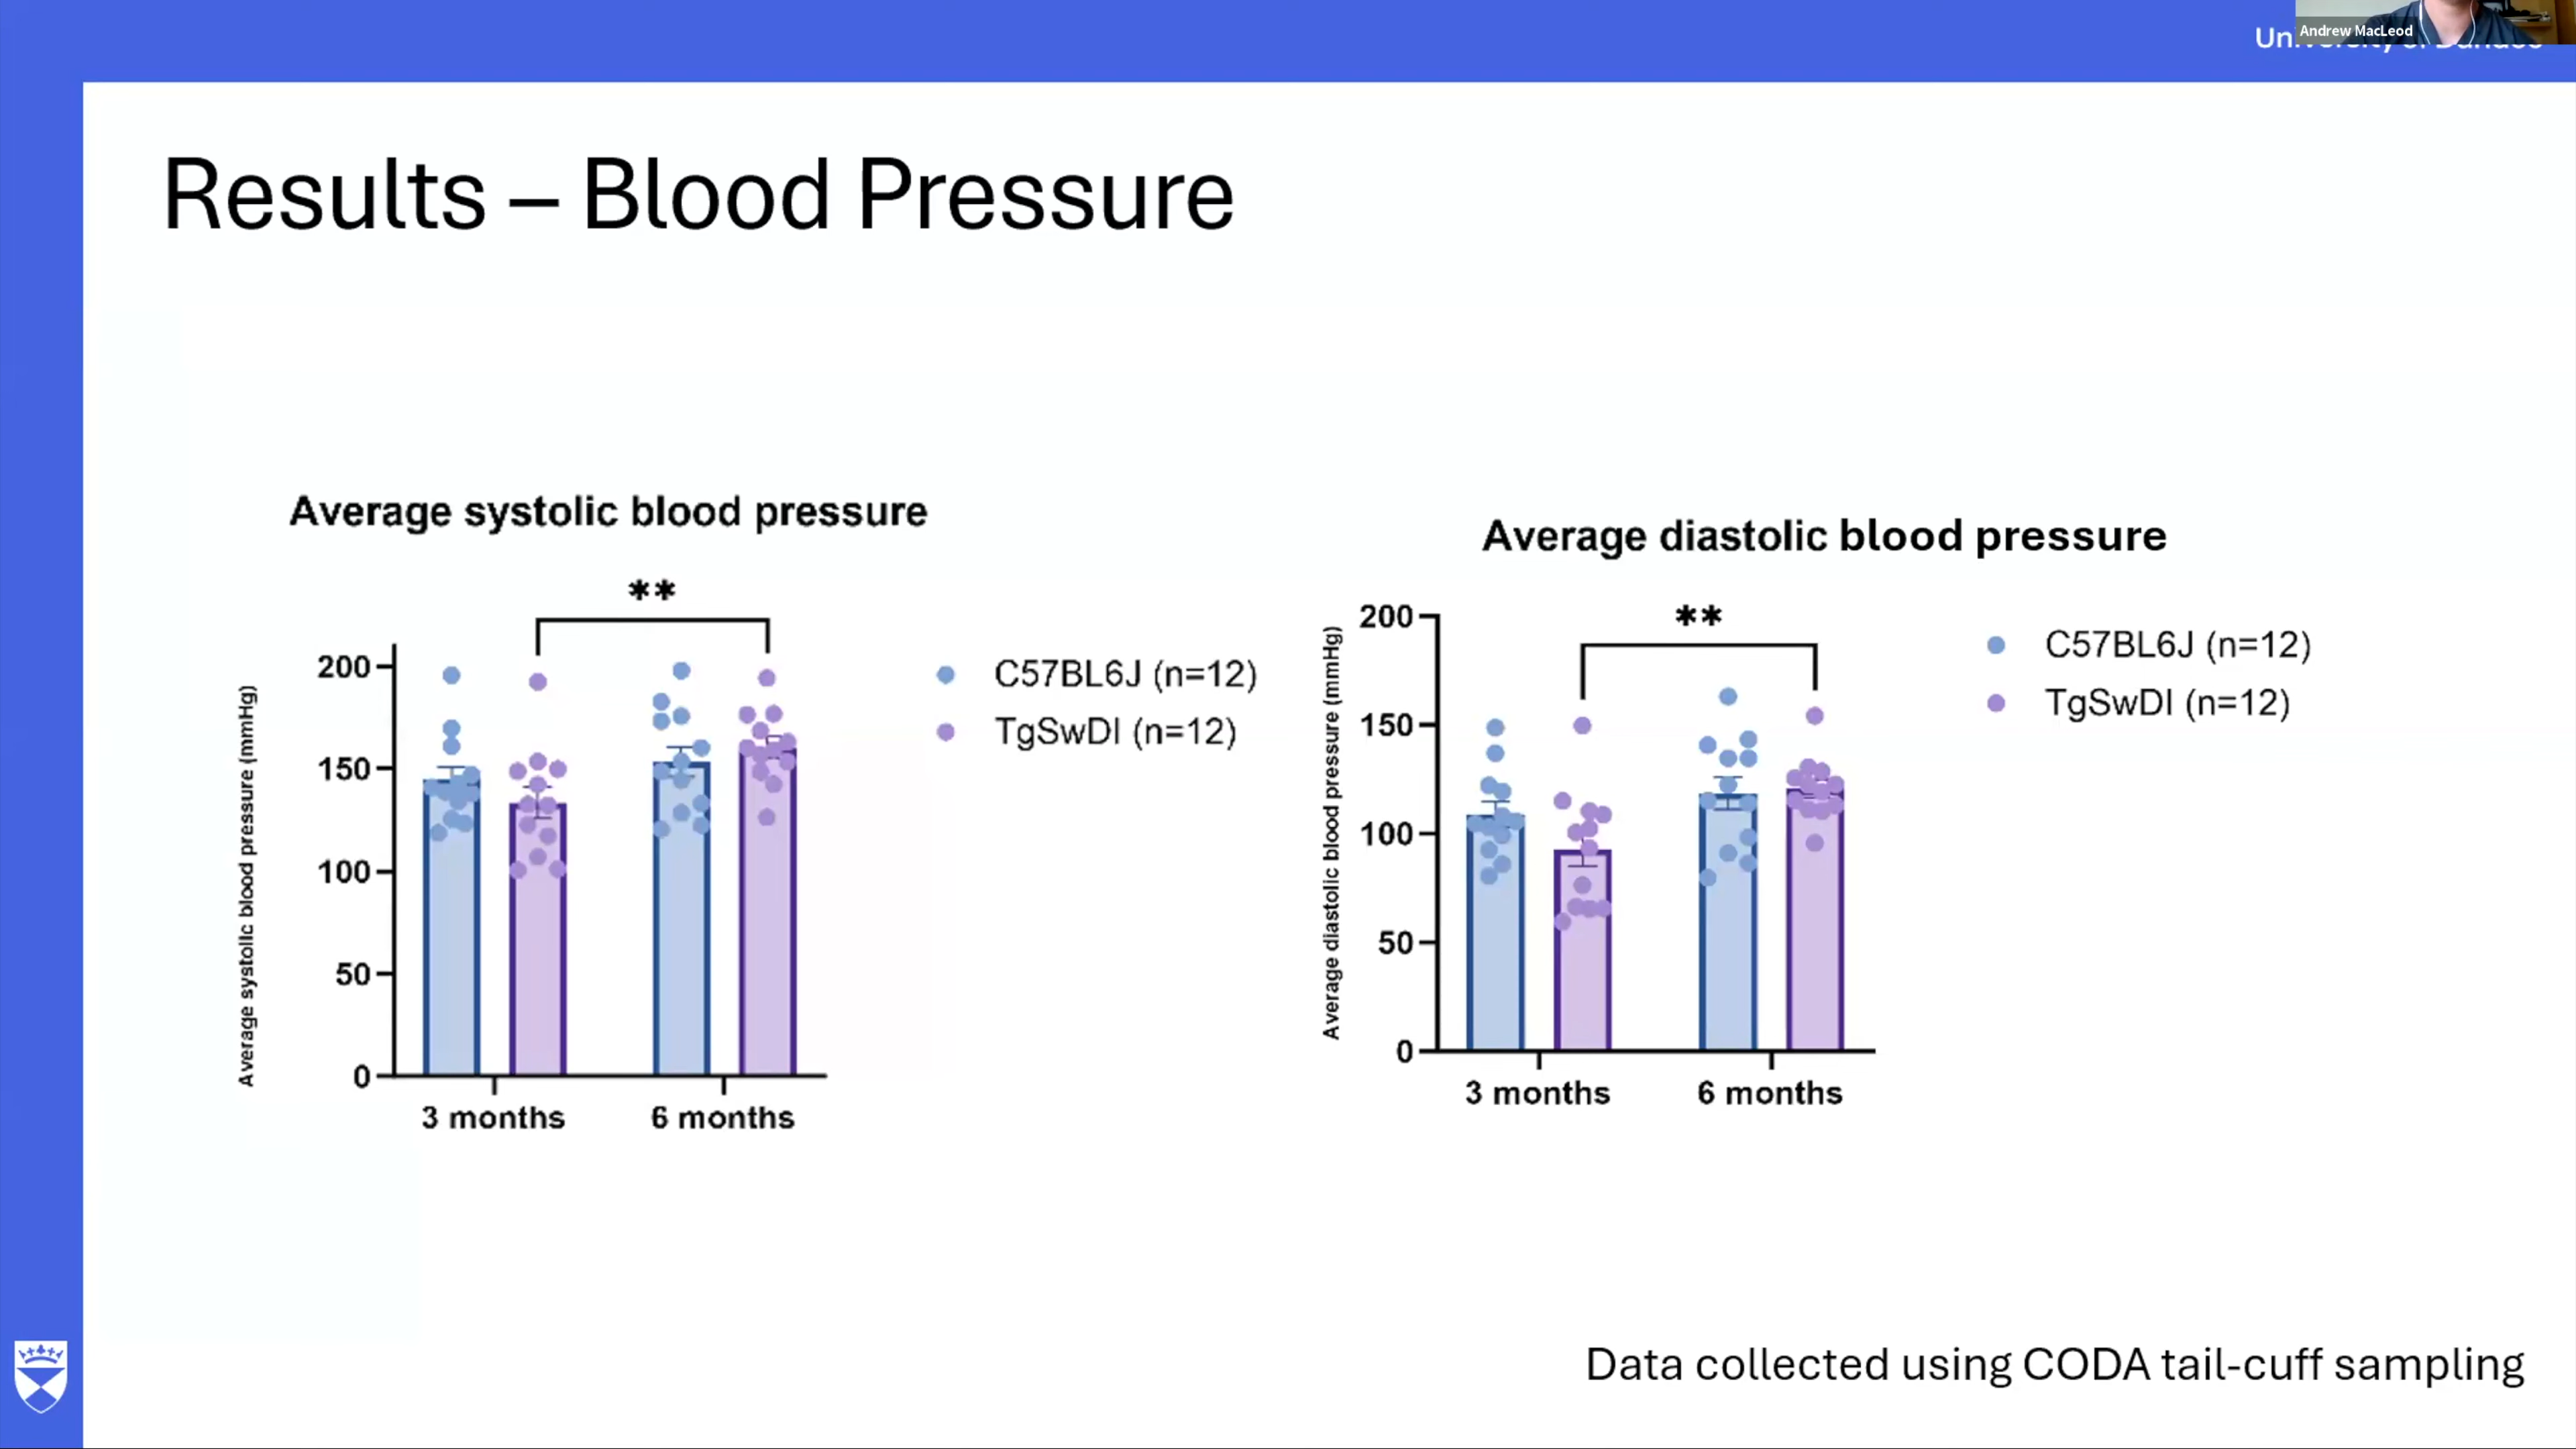 Andrew MacLeod
Results – Blood Pressure
Average systolic blood pressure
**
Average systolic blood pressure (mmHg)
200
150
100
50
0
3 months
6 months
C57BL6J (n=12)
TgSwDI (n=12)
Average diastolic blood pressure
**
Average diastolic blood pressure (mmHg)
200
150
100
50
0
3 months
6 months
C57BL6J (n=12)
TgSwDI (n=12)
Data collected using CODA tail-cuff sampling